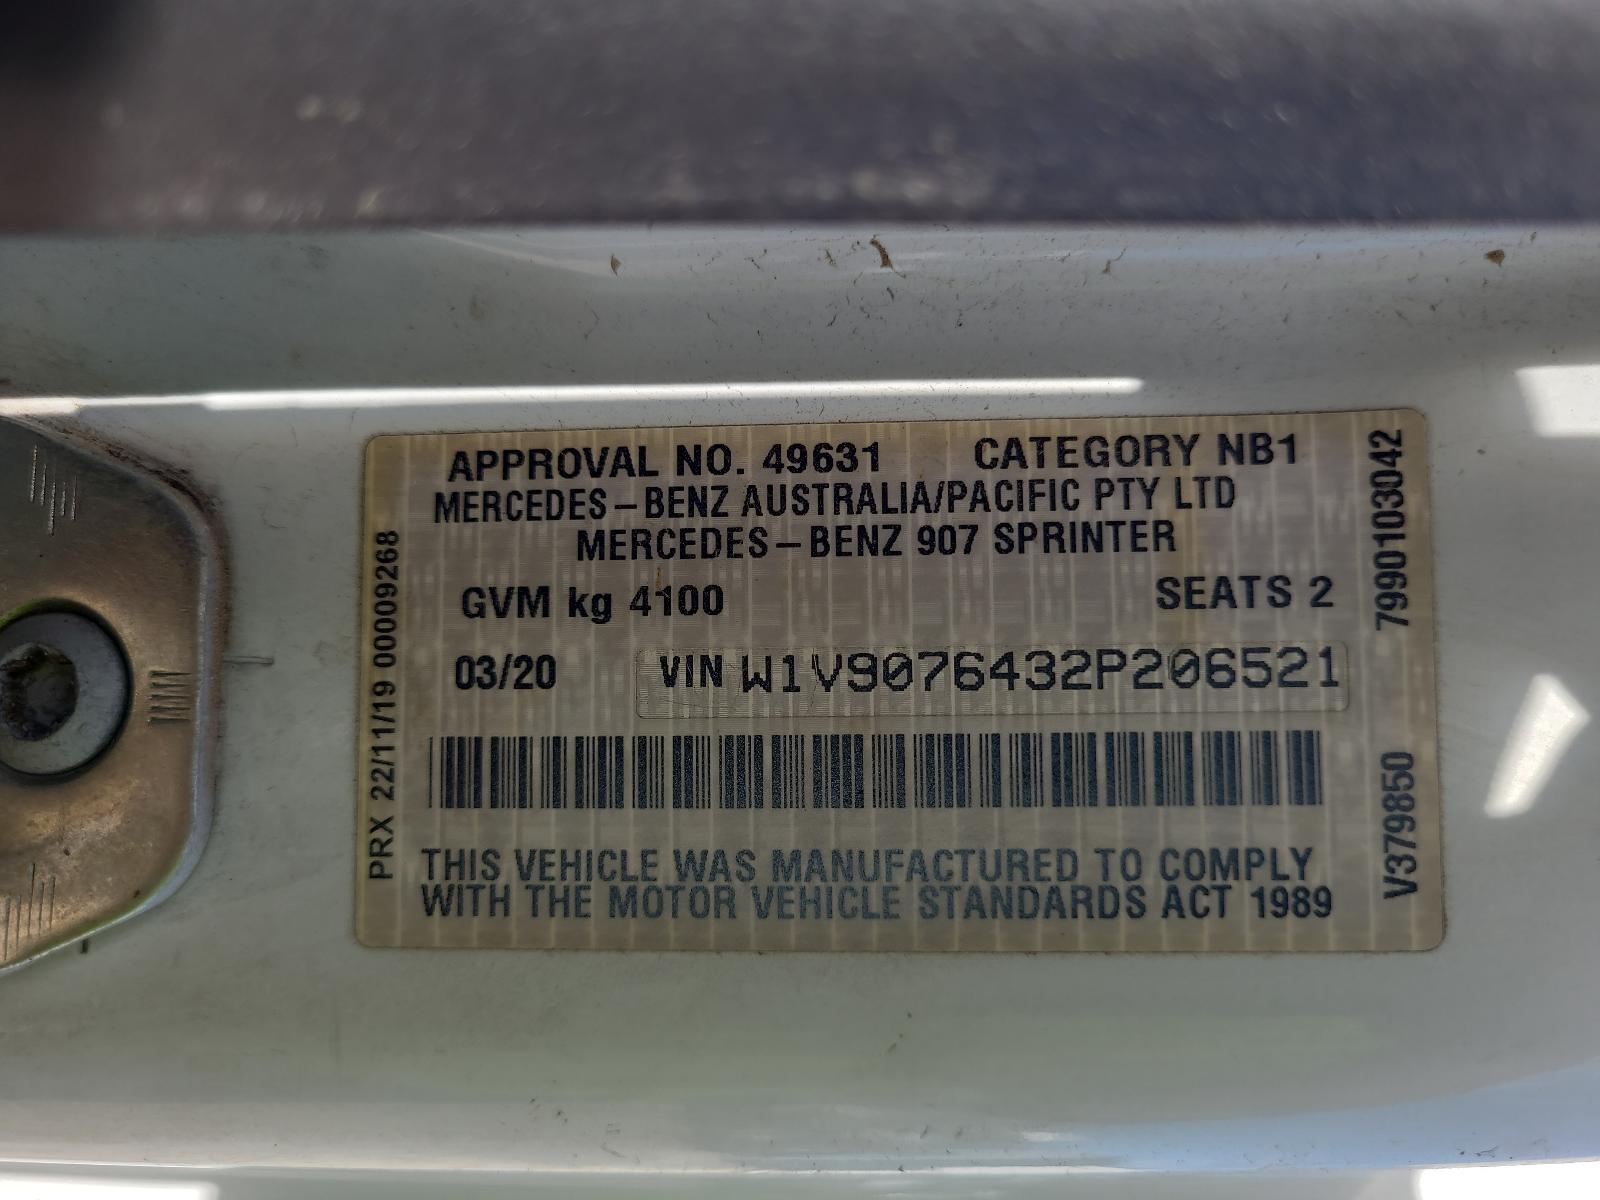 APPROVAL NO. 49631 CATEGORY NB1
MERCEDES-BENZ AUSTRALIA/PACIFIC PTY LTD
MERCEDES-BENZ 907 SPRINTER
GVM kg 4100 SEATS 2
03/20 VIN W1V9076432P206521
THIS VEHICLE WAS MANUFACTURED TO COMPLY
WITH THE MOTOR VEHICLE STANDARDS ACT 1989
PRX 22/11/19 00009268
V379850 7990103042